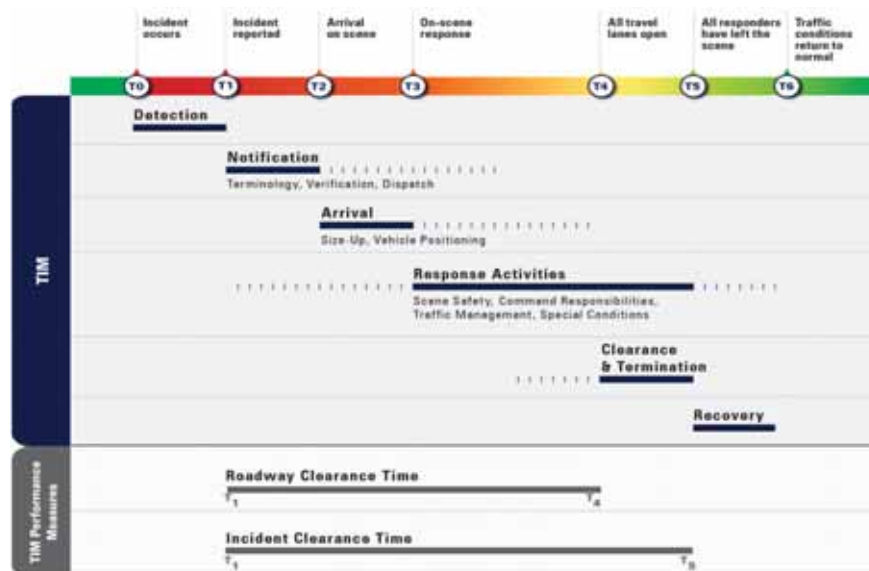 Incident
occurs
Incident
reported
Arrival
on scene
On-scene
response
All travel
lanes open
All responders
have left the
scene
Traffic
conditions
return to
normal
T0
T1
T2
T3
T4
T5
T6
TIM
Detection
Notification
Terminology, Verification, Dispatch
Arrival
Size-Up, Vehicle Positioning
Response Activities
Scene Safety, Command Responsibilities,
Traffic Management, Special Conditions
Clearance
& Termination
Recovery
TIM Performance
Measures
Roadway Clearance Time
T1
T4
Incident Clearance Time
T1
T5